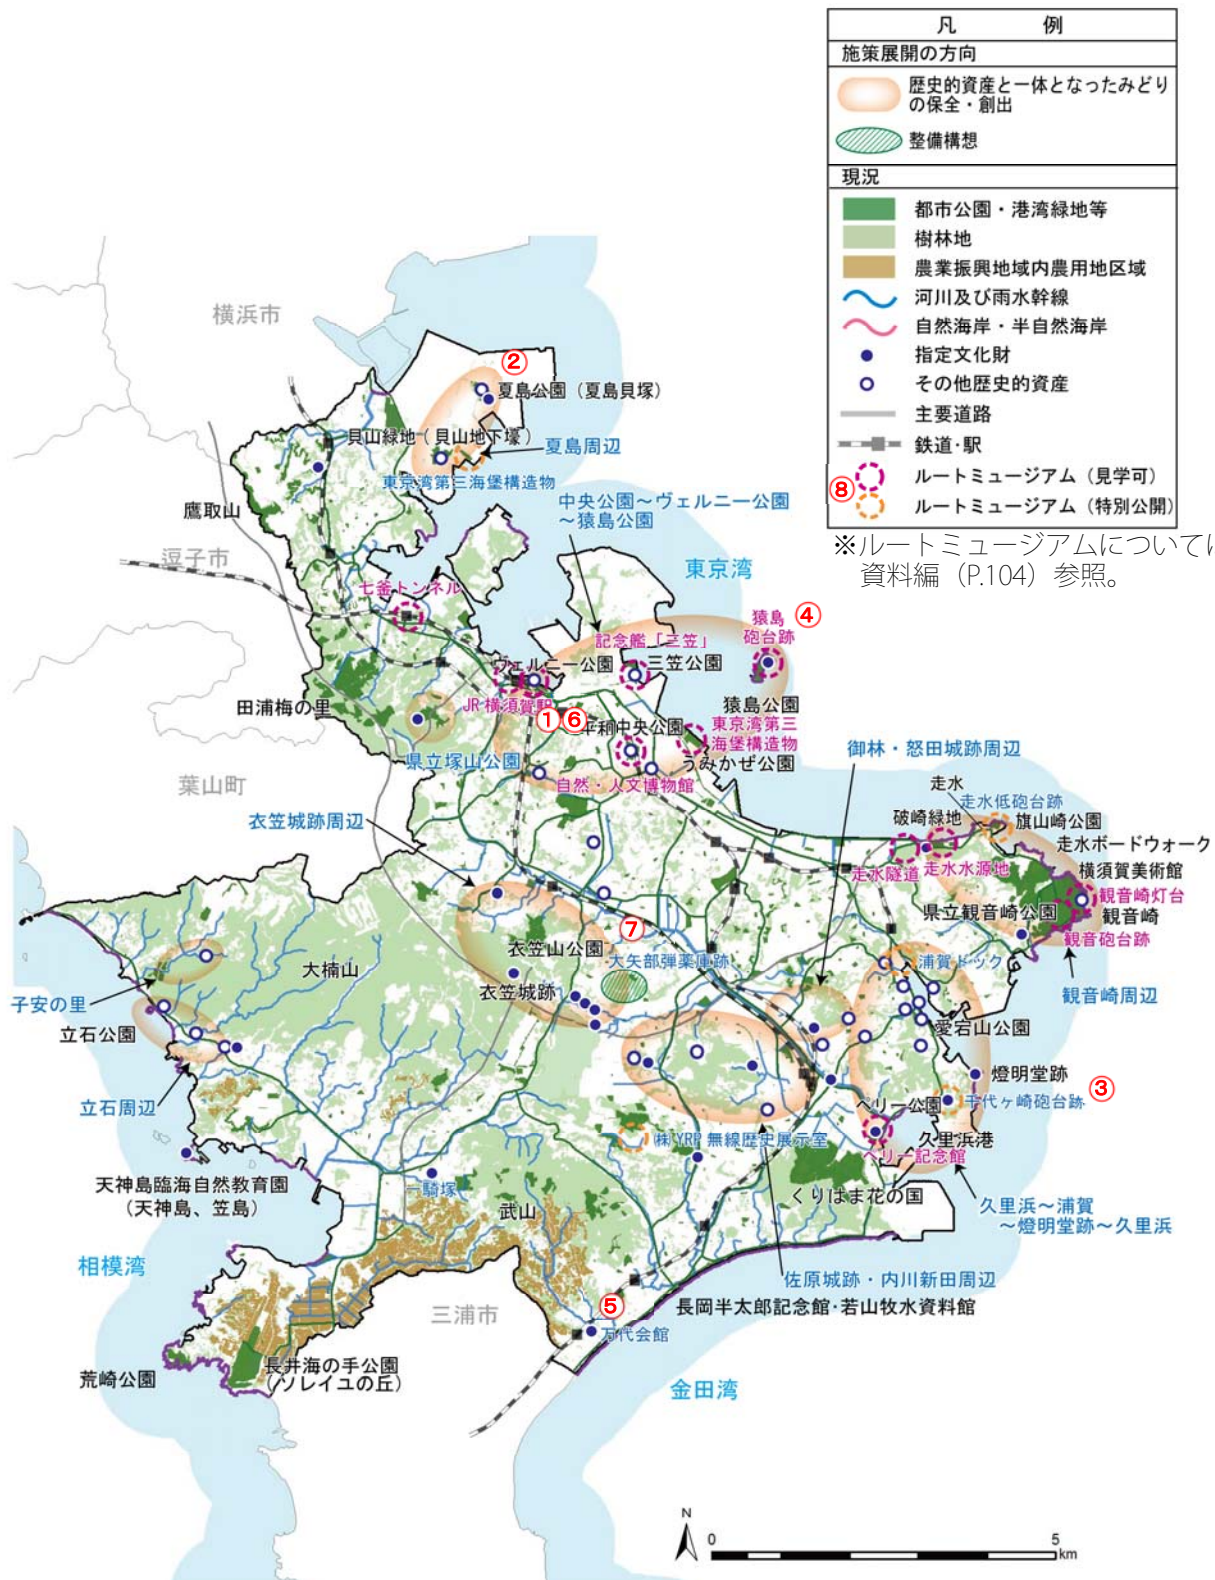 凡 例
施策展開の方向
歴史的資産と一体となったみどり
の保全・創出
整備構想
現況
都市公園・港湾緑地等
樹林地
農業振興地域内農用地区域
河川及び雨水幹線
自然海岸・半自然海岸
指定文化財
その他歴史的資産
主要道路
鉄道・駅
⑧
ルートミュージアム（見学可）
ルートミュージアム（特別公開）
※ルートミュージアムについては
資料編（P.104）参照。
横浜市
②
夏島公園（夏島貝塚）
貝山緑地（貝山地下壕）
夏島周辺
東京湾第三海堡構造物
鷹取山
中央公園～ヴェルニー公園
～猿島公園
逗子市
東京湾
七釜トンネル
猿島
砲台跡
④
記念艦「三笠」
ヴェルニー公園
三笠公園
猿島公園
田浦梅の里
JR横須賀駅
①⑥
平和中央公園
東京湾第三
海堡構造物
うみかぜ公園
県立塚山公園
自然・人文博物館
御林・怒田城跡周辺
葉山町
走水
走水低砲台跡
破崎緑地
旗山崎公園
走水ボードウォーク
衣笠城跡周辺
走水隧道
走水水源地
横須賀美術館
観音崎灯台
県立観音崎公園
観音崎
観音砲台跡
⑦
衣笠山公園
大矢部弾薬庫跡
浦賀ドック
大楠山
衣笠城跡
観音崎周辺
子安の里
立石公園
愛宕山公園
燈明堂跡
③
立石周辺
ペリー公園
千代ヶ崎砲台跡
㈱YRP無線歴史展示室
久里浜港
ペリー記念館
天神島臨海自然教育園
（天神島、笠島）
一騎塚
武山
くりはま花の国
久里浜～浦賀
～燈明堂跡～久里浜
相模湾
佐原城跡・内川新田周辺
三浦市
⑤
長岡半太郎記念館・若山牧水資料館
万代会館
荒崎公園
長井海の手公園
（ソレイユの丘）
金田湾
N
0 5
km